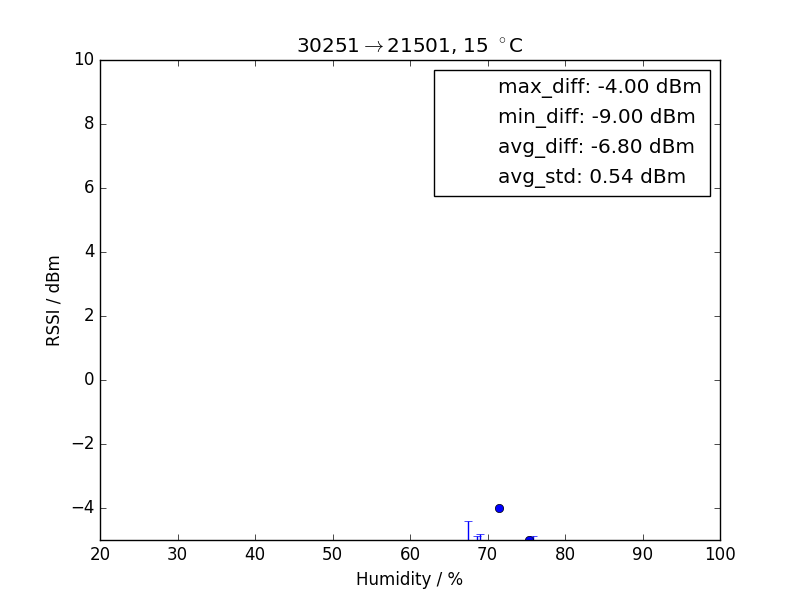 30251→21501, 15 °C
max_diff: -4.00 dBm
min_diff: -9.00 dBm
avg_diff: -6.80 dBm
avg_std: 0.54 dBm
RSSI / dBm
10
8
6
4
2
0
−2
−4
20 30 40 50 60 70 80 90 100
Humidity / %